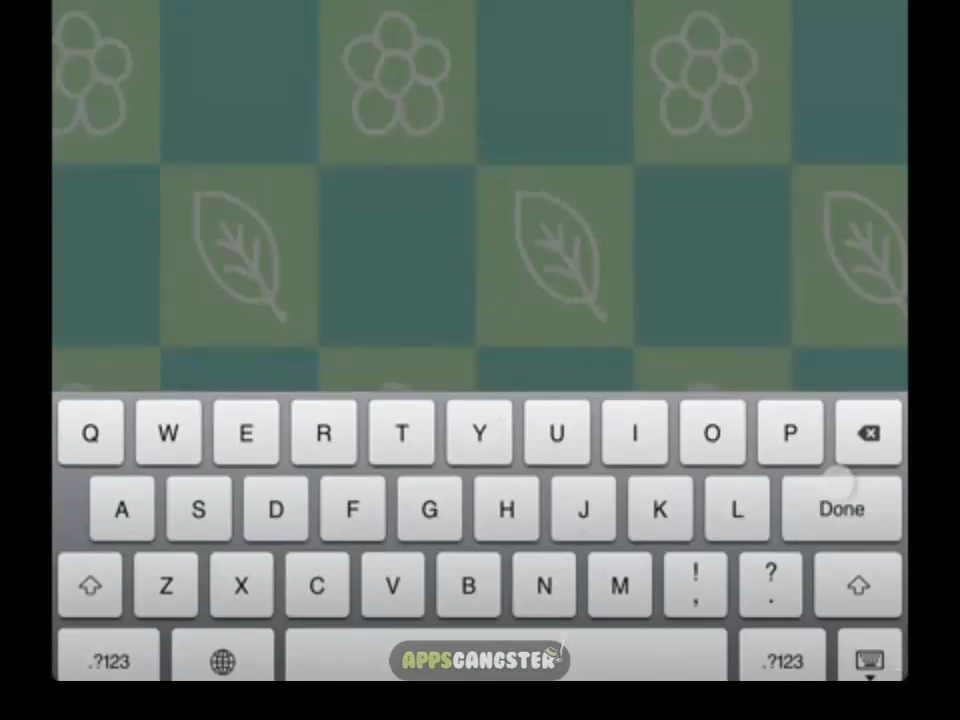 Q W E R T Y U I O P
A S D F G H J K L Done
Z X C V B N M ! , ? .
.?123 .?123
APPSGANGSTER